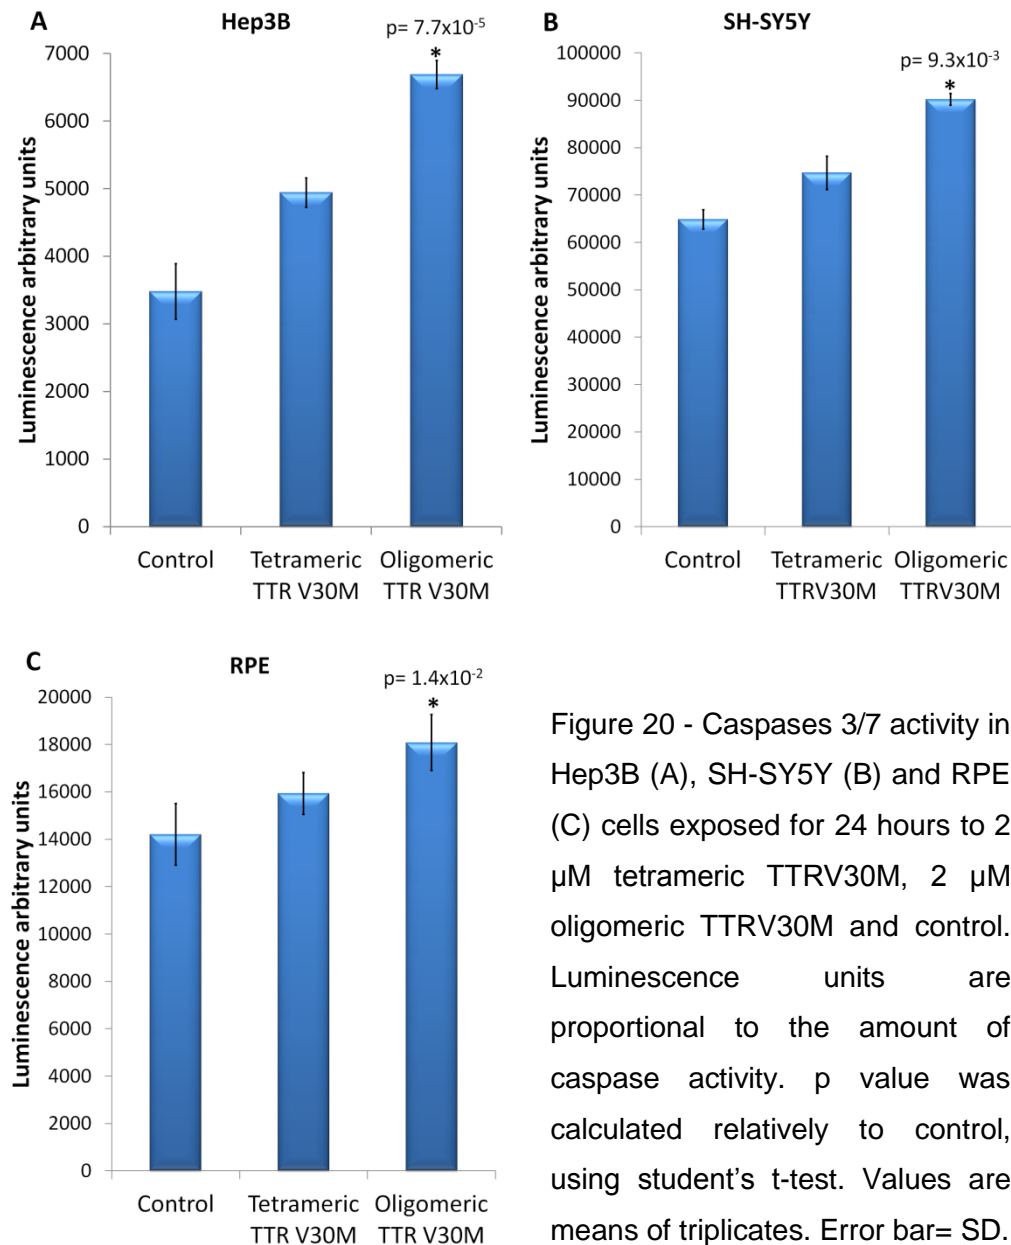 A
Hep3B
p= 7.7x10-5
*
7000
6000
5000
4000
3000
2000
1000
0
Luminescence arbitrary units
Control
Tetrameric
TTR V30M
Oligomeric
TTR V30M
B
SH-SY5Y
p= 9.3x10-3
*
100000
90000
80000
70000
60000
50000
40000
30000
20000
10000
0
Luminescence arbitrary units
Control
Tetrameric
TTRV30M
Oligomeric
TTRV30M
C
RPE
p= 1.4x10-2
*
20000
18000
16000
14000
12000
10000
8000
6000
4000
2000
0
Luminescence arbitrary units
Control
Tetrameric
TTR V30M
Oligomeric
TTR V30M
Figure 20 - Caspases 3/7 activity in
Hep3B (A), SH-SY5Y (B) and RPE
(C) cells exposed for 24 hours to 2
µM tetrameric TTRV30M, 2 µM
oligomeric TTRV30M and control.
Luminescence units are
proportional to the amount of
caspase activity. p value was
calculated relatively to control,
using student’s t-test. Values are
means of triplicates. Error bar= SD.